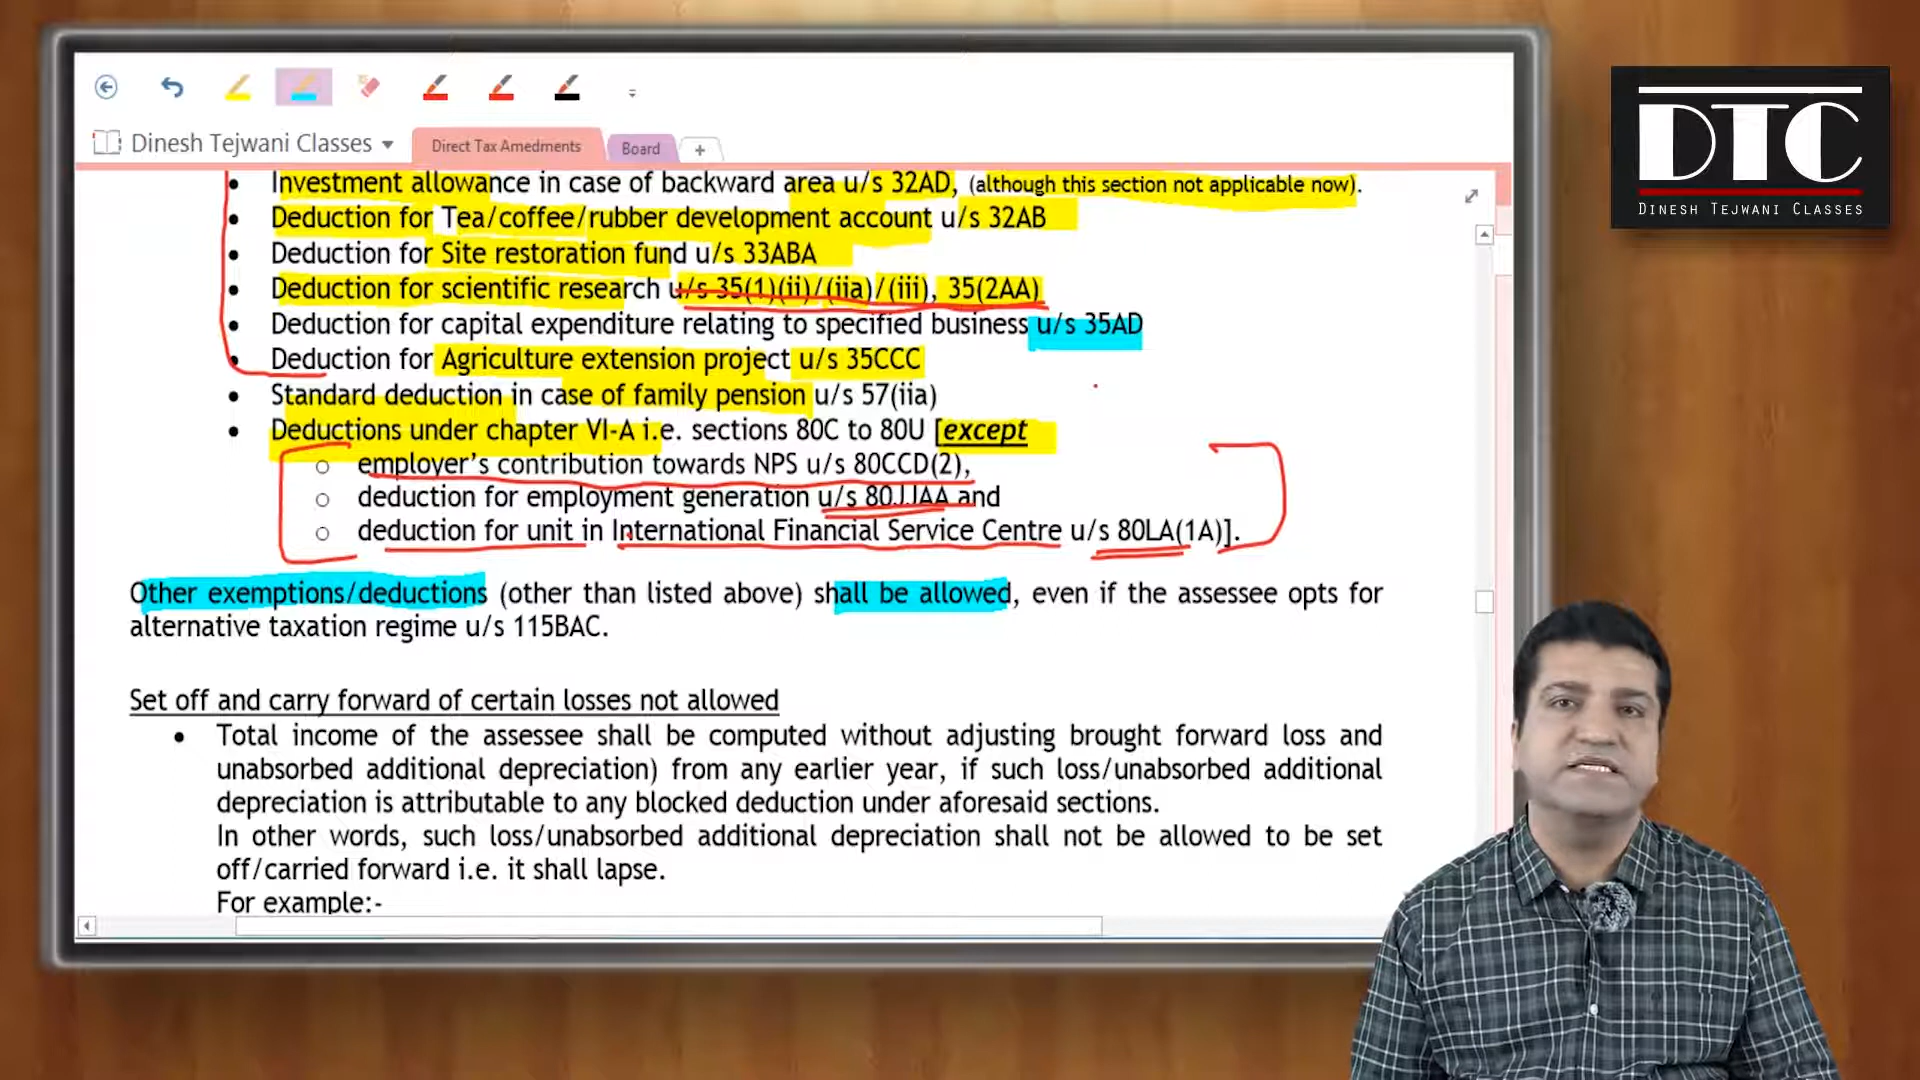 DTC
DINESH TEJWANI CLASSES
Dinesh Tejwani Classes
Direct Tax Amedments
Board
Investment allowance in case of backward area u/s 32AD, (although this section not applicable now).
Deduction for Tea/coffee/rubber development account u/s 32AB
Deduction for Site restoration fund u/s 33ABA
Deduction for scientific research u/s 35(1)(ii)/(iia)/(iii), 35(2AA)
Deduction for capital expenditure relating to specified business u/s 35AD
Deduction for Agriculture extension project u/s 35CCC
Standard deduction in case of family pension u/s 57(iia)
Deductions under chapter VI-A i.e. sections 80C to 80U [except
employer's contribution towards NPS u/s 80CCD(2),
deduction for employment generation u/s 80JJAA and
deduction for unit in International Financial Service Centre u/s 80LA(1A)].
Other exemptions/deductions (other than listed above) shall be allowed, even if the assessee opts for
alternative taxation regime u/s 115BAC.
Set off and carry forward of certain losses not allowed
Total income of the assessee shall be computed without adjusting brought forward loss and
unabsorbed additional depreciation) from any earlier year, if such loss/unabsorbed additional
depreciation is attributable to any blocked deduction under aforesaid sections.
In other words, such loss/unabsorbed additional depreciation shall not be allowed to be set
off/carried forward i.e. it shall lapse.
For example:-